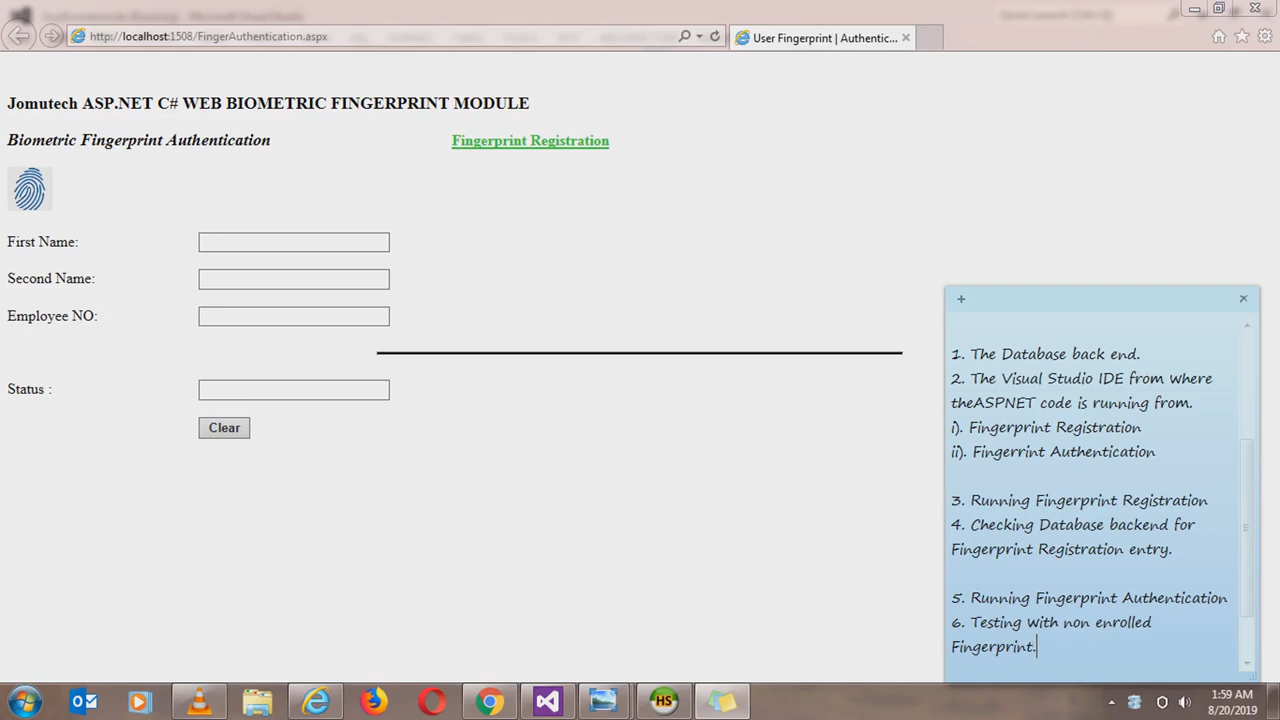 http://localhost:1508/FingerAuthentication.aspx
User Fingerprint | Authentic...
Jomutech ASP.NET C# WEB BIOMETRIC FINGERPRINT MODULE
Biometric Fingerprint Authentication
Fingerprint Registration
First Name:
Second Name:
Employee NO:
Status :
Clear
1. The Database back end.
2. The Visual Studio IDE from where
theASPNET code is running from.
i). Fingerprint Registration
ii). Fingerrint Authentication
3. Running Fingerprint Registration
4. Checking Database backend for
Fingerprint Registration entry.
5. Running Fingerprint Authentication
6. Testing with non enrolled
Fingerprint.
HS
1:59 AM
8/20/2019